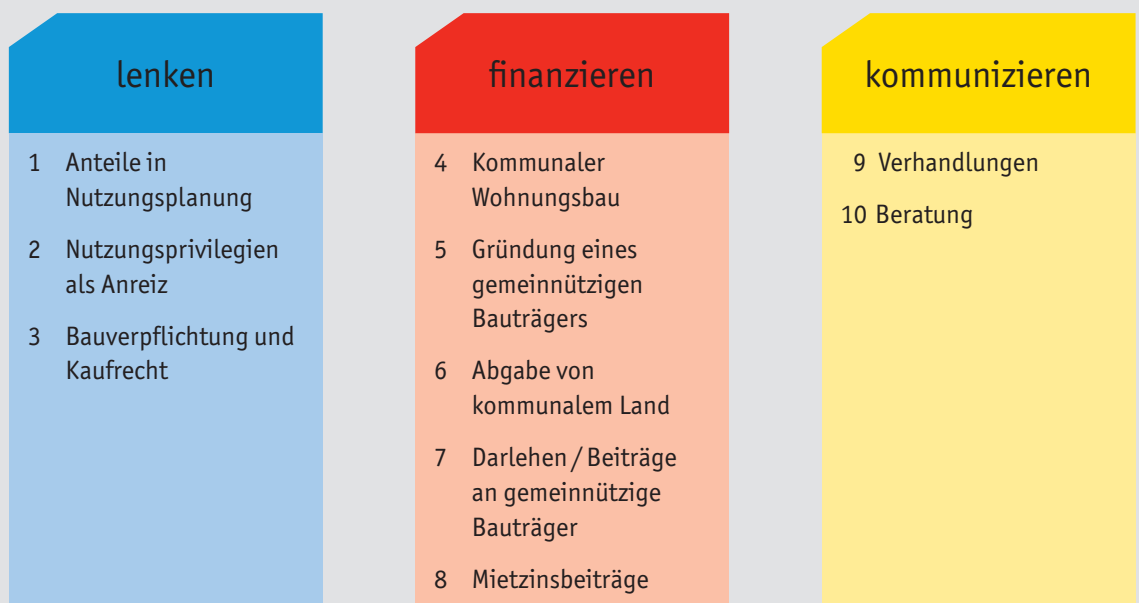 lenken
1 Anteile in
Nutzungsplanung
2 Nutzungsprivilegien
als Anreiz
3 Bauverpflichtung und
Kaufrecht
finanzieren
4 Kommunaler
Wohnungsbau
5 Gründung eines
gemeinnützigen
Bauträgers
6 Abgabe von
kommunalem Land
7 Darlehen / Beiträge
an gemeinnützige
Bauträger
8 Mietzinsbeiträge
kommunizieren
9 Verhandlungen
10 Beratung